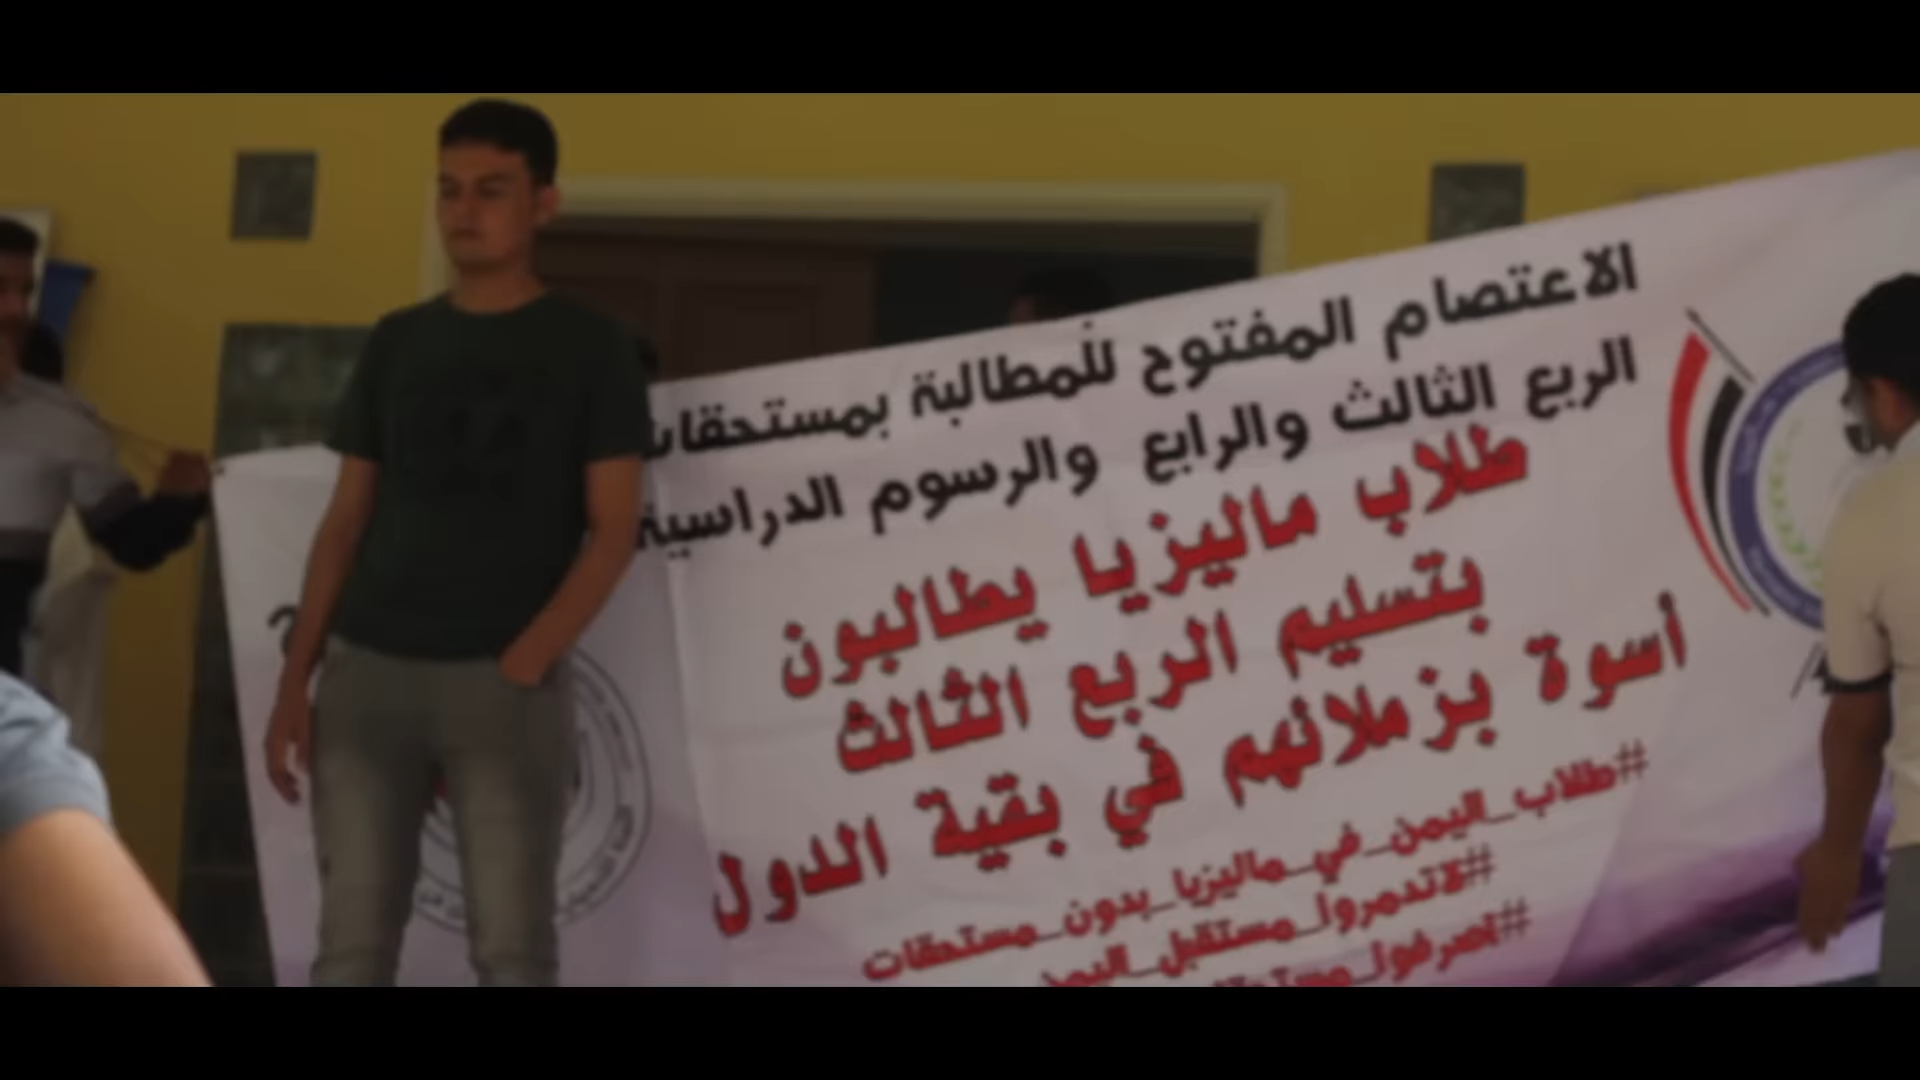 الاعتصام المفتوح للمطالبة بمستحقات
الربع الثالث والرابع والرسوم الدراسية
طلاب ماليزيا يطالبون
بتسليم الربع الثالث
أسوة بزملائهم في بقية الدول
#طلاب_اليمن_في_ماليزيا_بدون_مستحقات
#لاتدمروا_مستقبل_اليمن